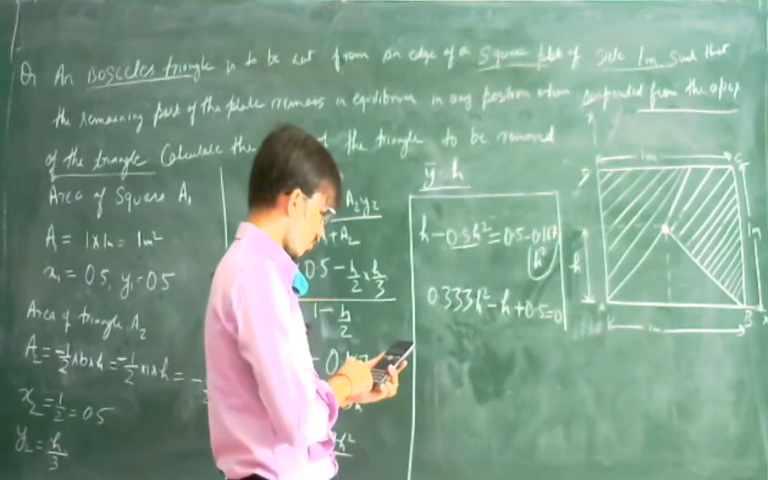 Q: An Isosceles triangle is to be cut from an edge of a square plate of side 1m such that
the remaining part of the plate remains in equilibrium in any position when suspended from the apex
of the triangle Calculate the of the triangle to be removed
Area of Square A1
A = 1x1m = 1m²
x1 = 0.5, y1 = 0.5
Area of triangle A2
A2 = -1/2 x b x h = -1/2 x 1 x h = -
x2 = 1/2 = 0.5
y2 = h/3
A2y2
A1+A2
0.5 - h/2 x h/3
1 - h/2
ȳ = h
h - 0.5h² = 0.5 - 0.167 h²
0.333h² - h + 0.5 = 0
1m
D
C
h
1m
A
1m
B
x